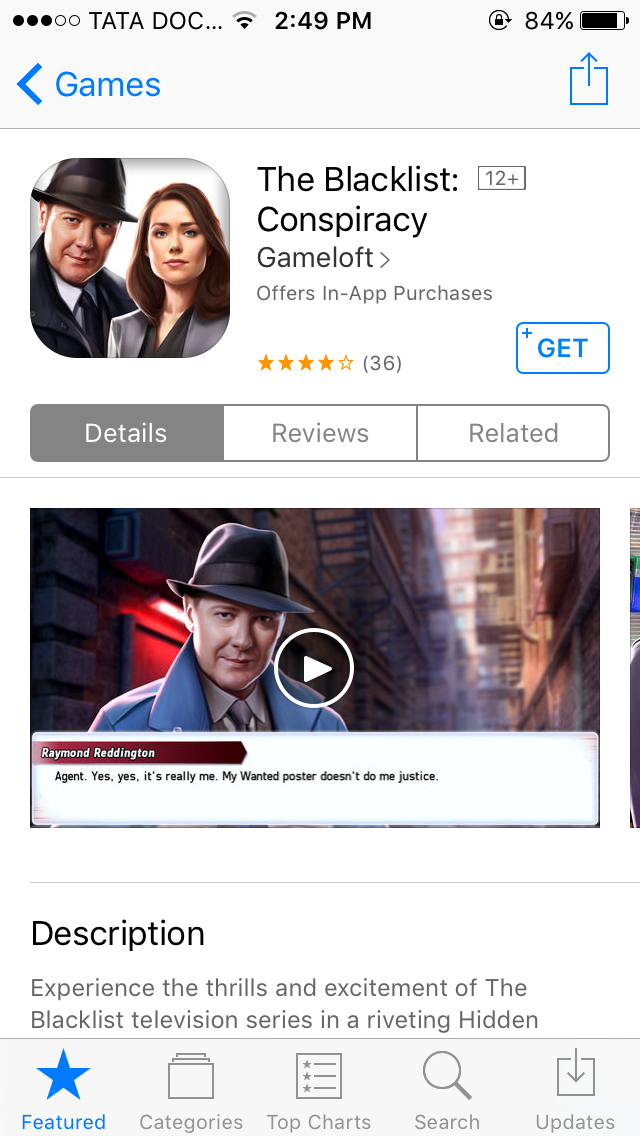 TATA DOC... 2:49 PM 84%
Games
The Blacklist: 12+
Conspiracy
Gameloft
Offers In-App Purchases
(36) + GET
Details Reviews Related
Raymond Reddington
Agent. Yes, yes, it's really me. My Wanted poster doesn't do me justice.
Description
Experience the thrills and excitement of The
Blacklist television series in a riveting Hidden
Featured Categories Top Charts Search Updates